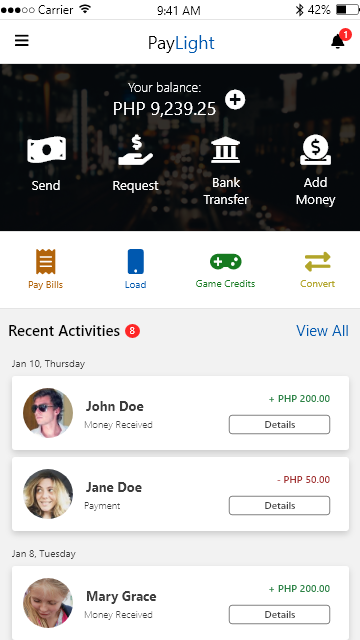 Carrier 9:41 AM 42%
PayLight
1
Your balance:
PHP 9,239.25
Send
Request
Bank
Transfer
Add
Money
Pay Bills
Load
Game Credits
Convert
Recent Activities 8
View All
Jan 10, Thursday
John Doe
Money Received
+ PHP 200.00
Details
Jane Doe
Payment
- PHP 50.00
Details
Jan 8, Tuesday
Mary Grace
Money Received
+ PHP 200.00
Details